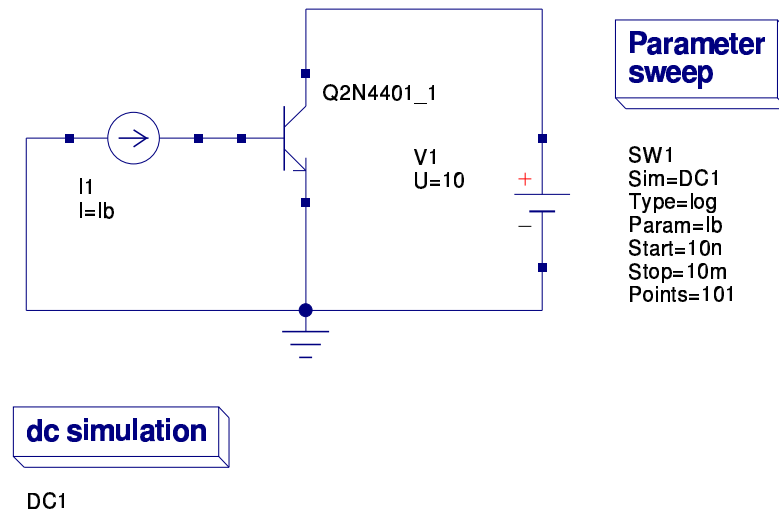 Parameter
sweep
Q2N4401_1
V1
U=10
+
−
I1
I=Ib
SW1
Sim=DC1
Type=log
Param=Ib
Start=10n
Stop=10m
Points=101
dc simulation
DC1